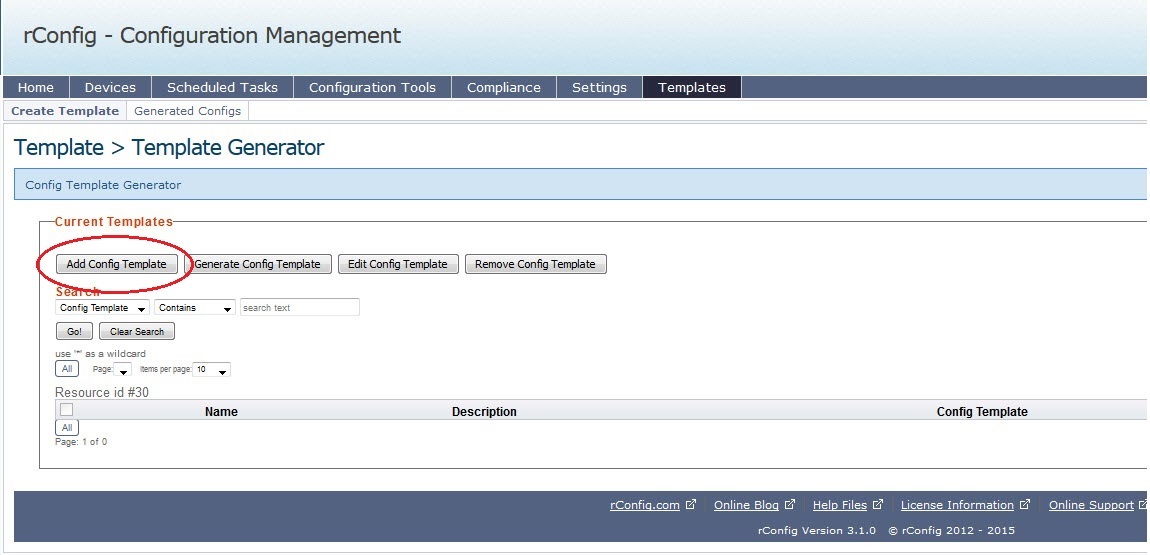 rConfig - Configuration Management
Home Devices Scheduled Tasks Configuration Tools Compliance Settings Templates
Create Template Generated Configs
Template > Template Generator
Config Template Generator
Current Templates
Add Config Template Generate Config Template Edit Config Template Remove Config Template
Search
Config Template Contains search text
Go! Clear Search
use '*' as a wildcard
All Page: Items per page: 10
Resource id #30
Name Description Config Template
All
Page: 1 of 0
rConfig.com Online Blog Help Files License Information Online Support
rConfig Version 3.1.0 © rConfig 2012 - 2015